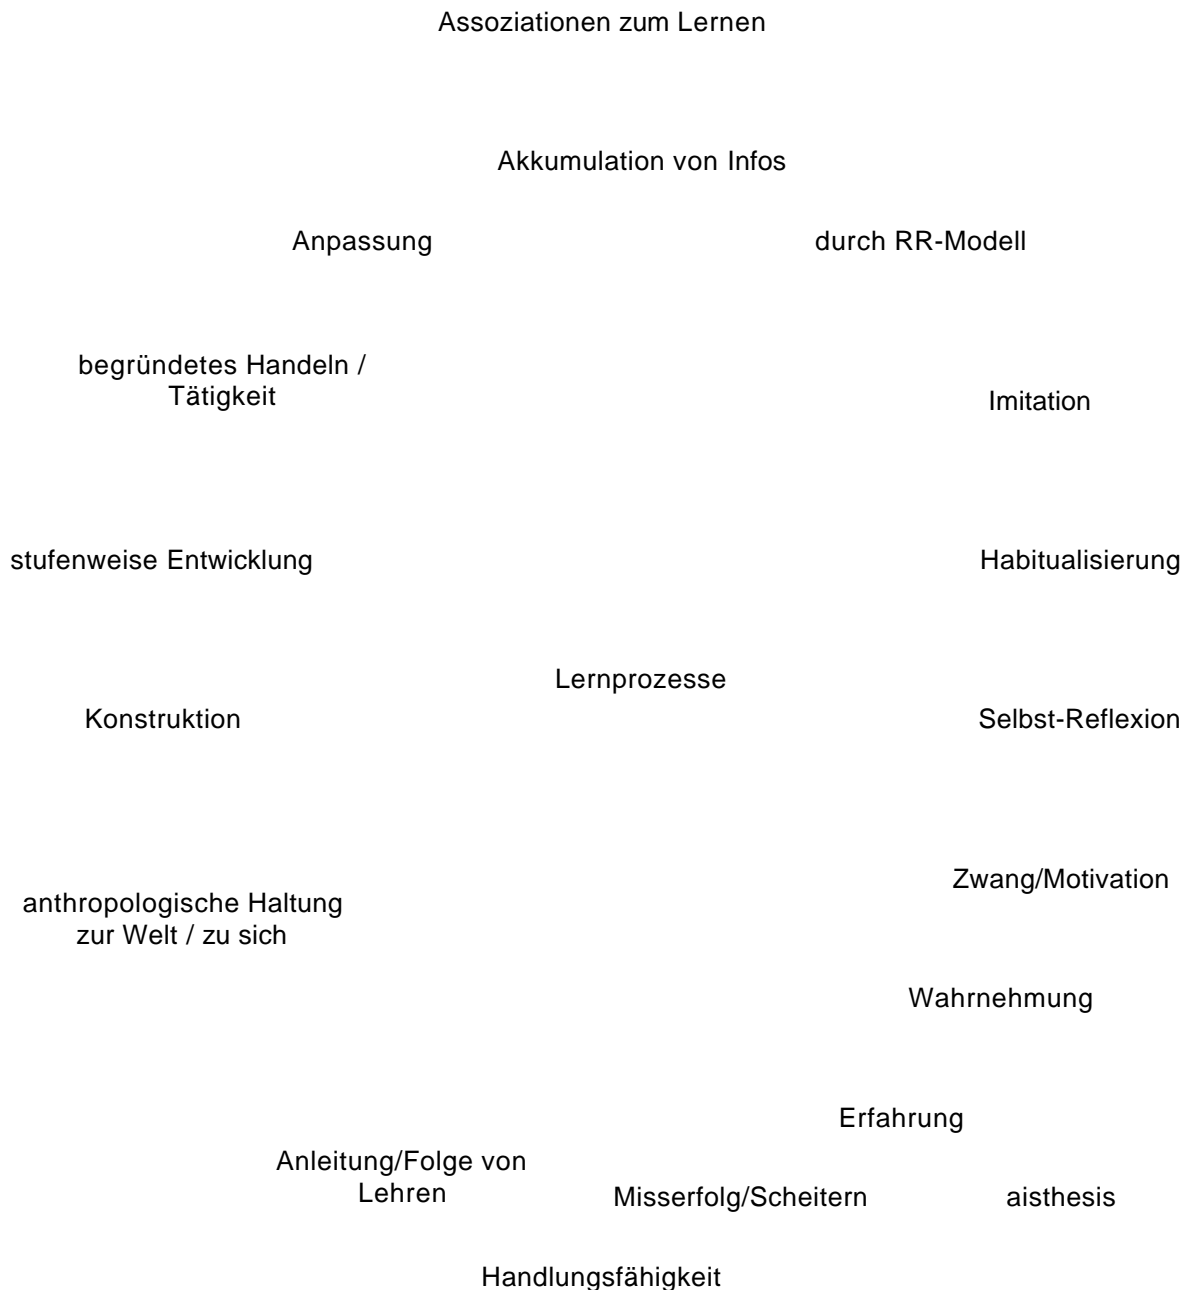 Assoziationen zum Lernen
Akkumulation von Infos
Anpassung
durch RR-Modell
begründetes Handeln /
Tätigkeit
Imitation
stufenweise Entwicklung
Habitualisierung
Lernprozesse
Konstruktion
Selbst-Reflexion
Zwang/Motivation
anthropologische Haltung
zur Welt / zu sich
Wahrnehmung
Erfahrung
Anleitung/Folge von
Lehren
Misserfolg/Scheitern
aisthesis
Handlungsfähigkeit